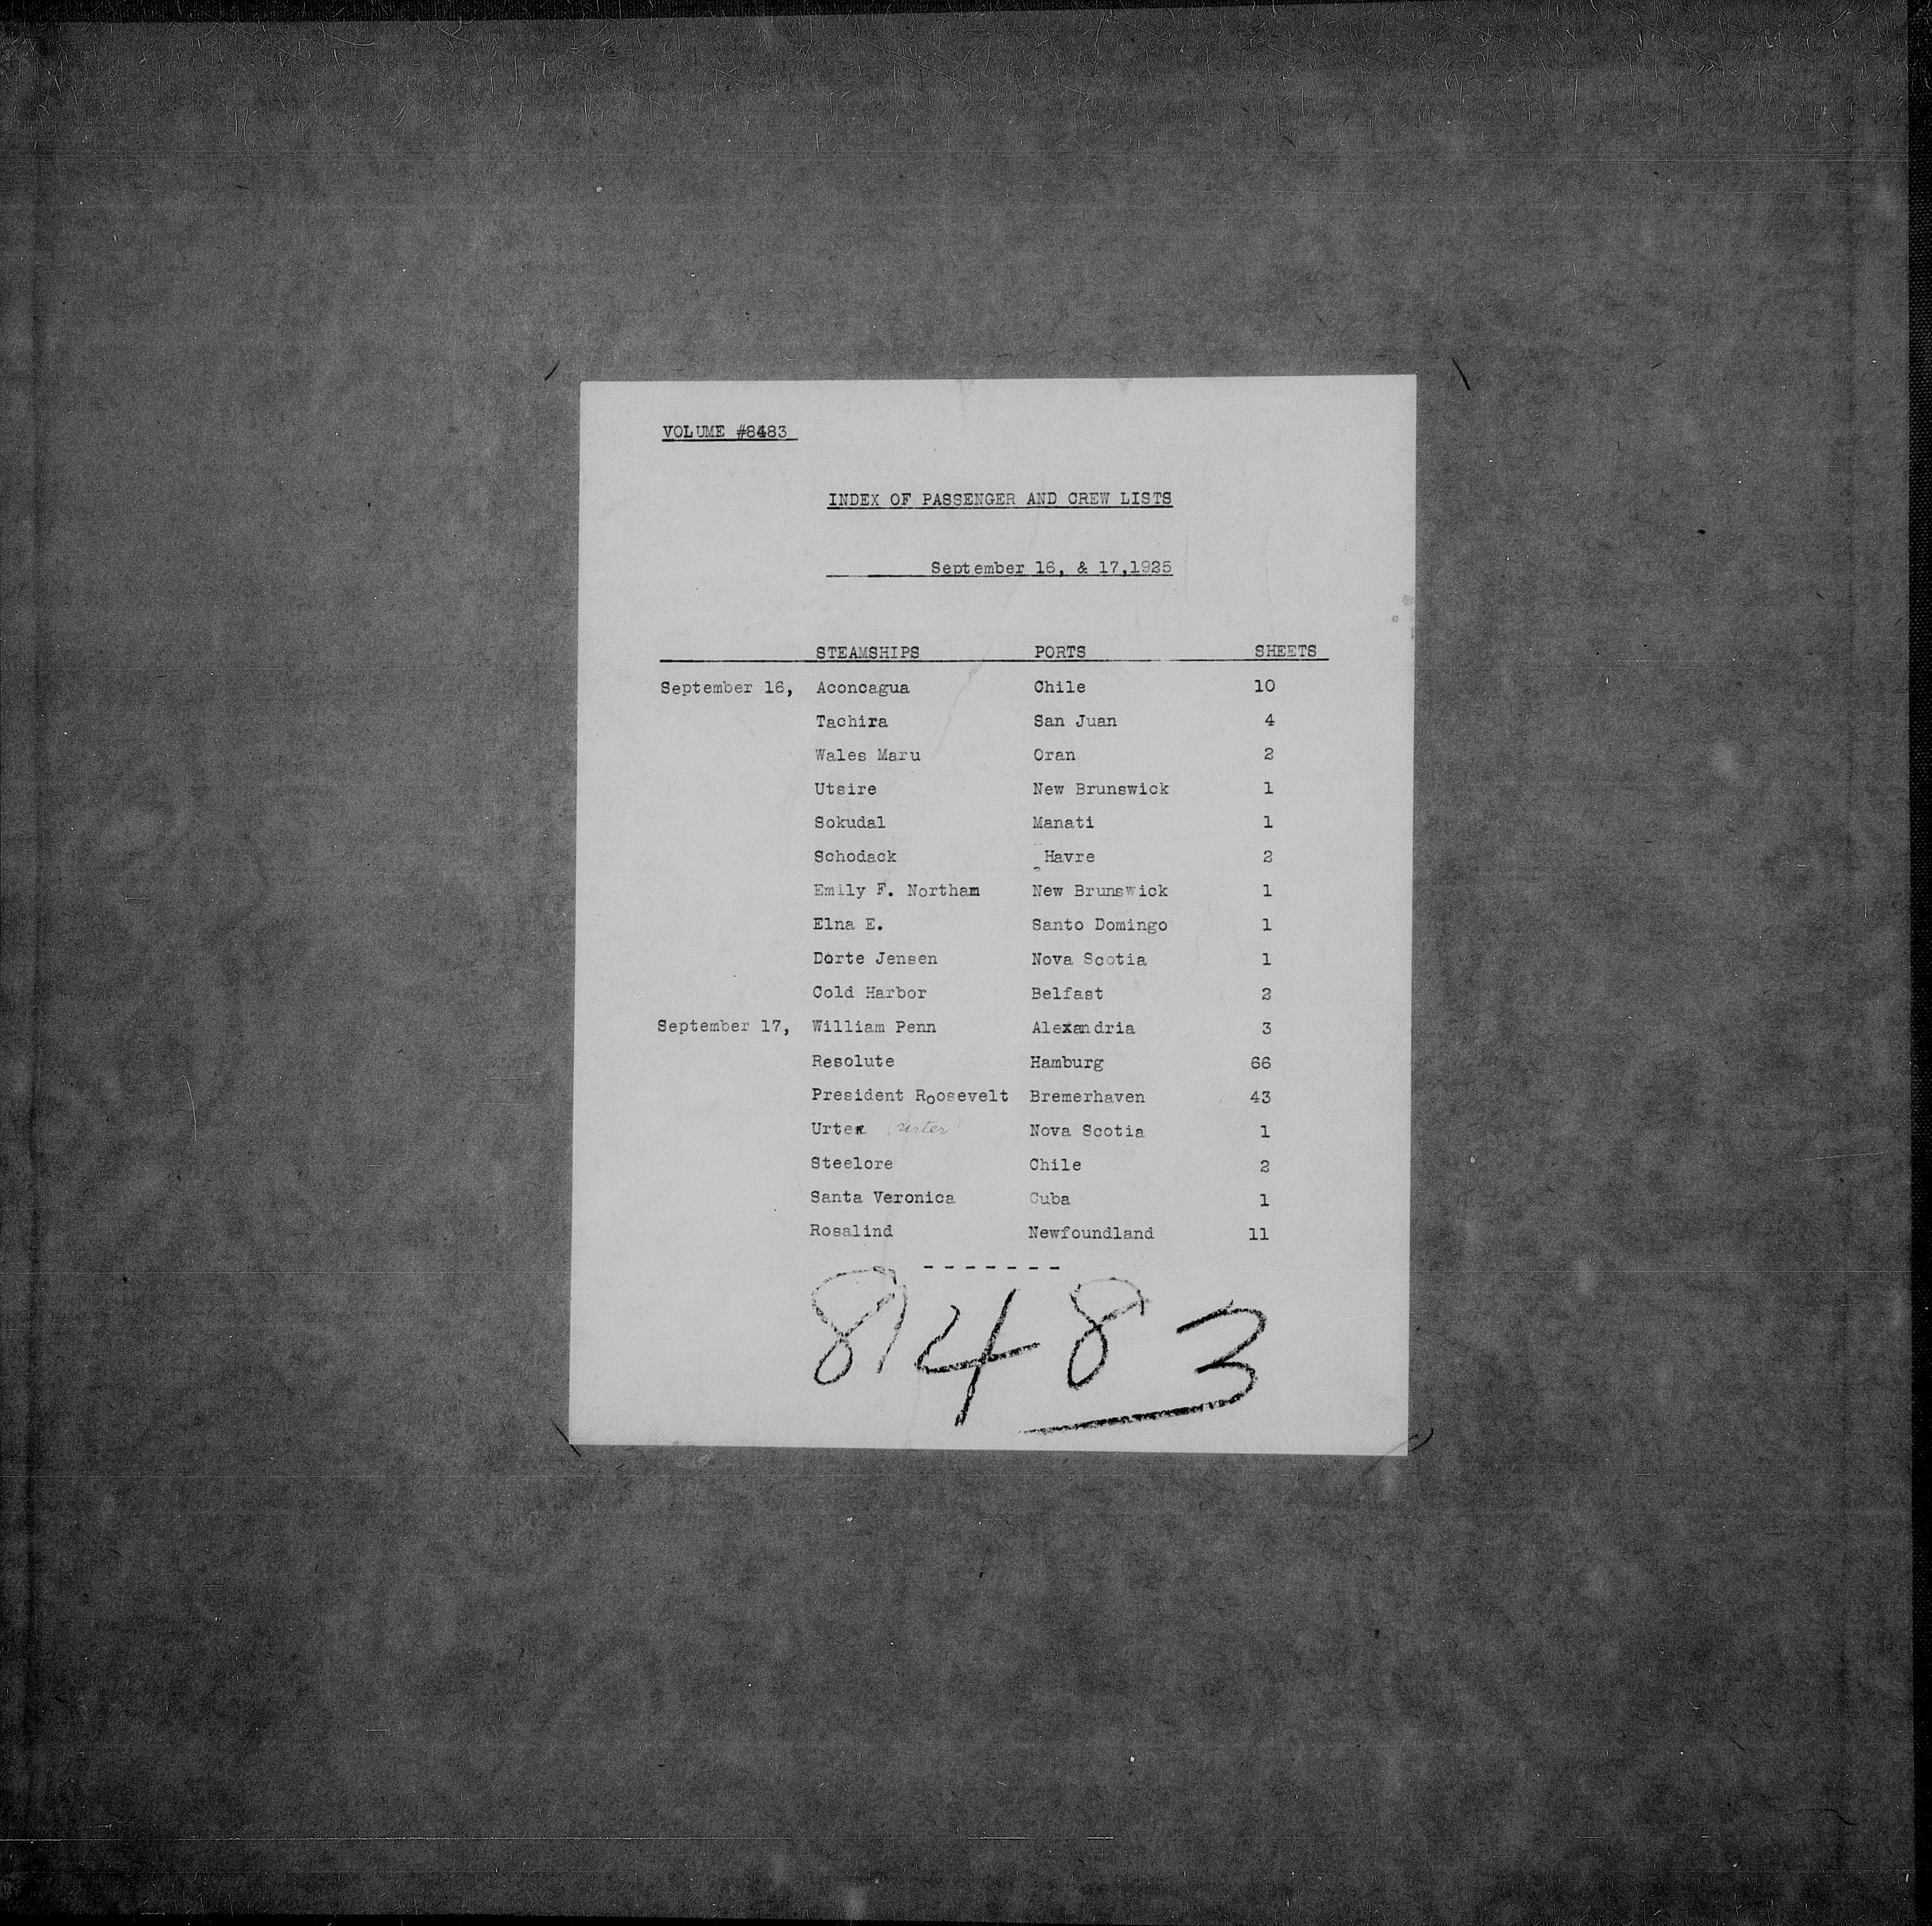 VOLUME #8483
INDEX OF PASSENGER AND CREW LISTS
September 16, & 17,1925
STEAMSHIPS PORTS SHEETS
September 16, Aconcagua Chile 10
Tachira San Juan 4
Wales Maru Oran 2
Utsire New Brunswick 1
Sokudal Manati 1
Schodack Havre 2
Emily F. Northam New Brunswick 1
Elna E. Santo Domingo 1
Dorte Jensen Nova Scotia 1
Cold Harbor Belfast 2
September 17, William Penn Alexandria 3
Resolute Hamburg 66
President Roosevelt Bremerhaven 43
Urter Nova Scotia 1
Steelore Chile 2
Santa Veronica Cuba 1
Rosalind Newfoundland 11
-------
8483